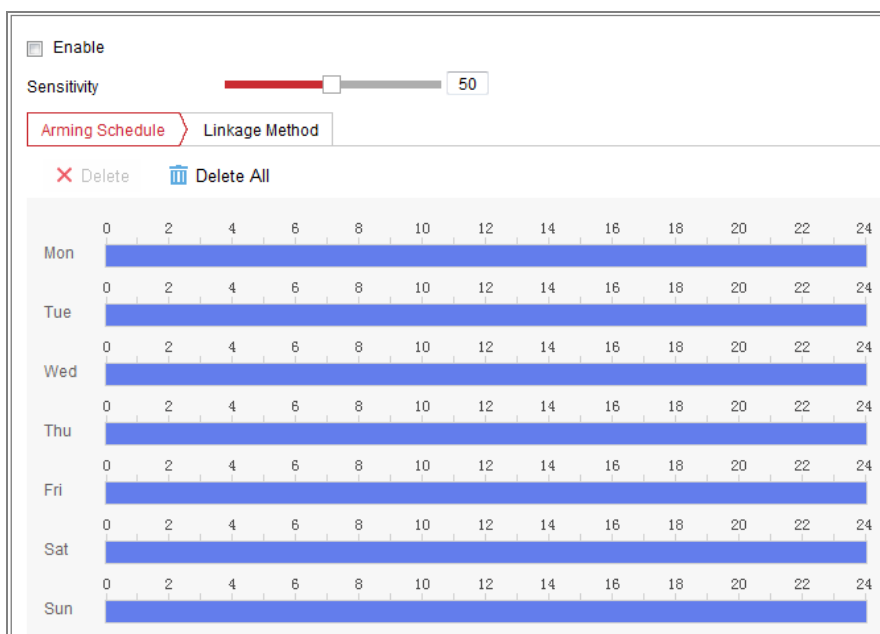 Enable
Sensitivity 50
Arming Schedule Linkage Method
Delete Delete All
0 2 4 6 8 10 12 14 16 18 20 22 24
Mon
0 2 4 6 8 10 12 14 16 18 20 22 24
Tue
0 2 4 6 8 10 12 14 16 18 20 22 24
Wed
0 2 4 6 8 10 12 14 16 18 20 22 24
Thu
0 2 4 6 8 10 12 14 16 18 20 22 24
Fri
0 2 4 6 8 10 12 14 16 18 20 22 24
Sat
0 2 4 6 8 10 12 14 16 18 20 22 24
Sun